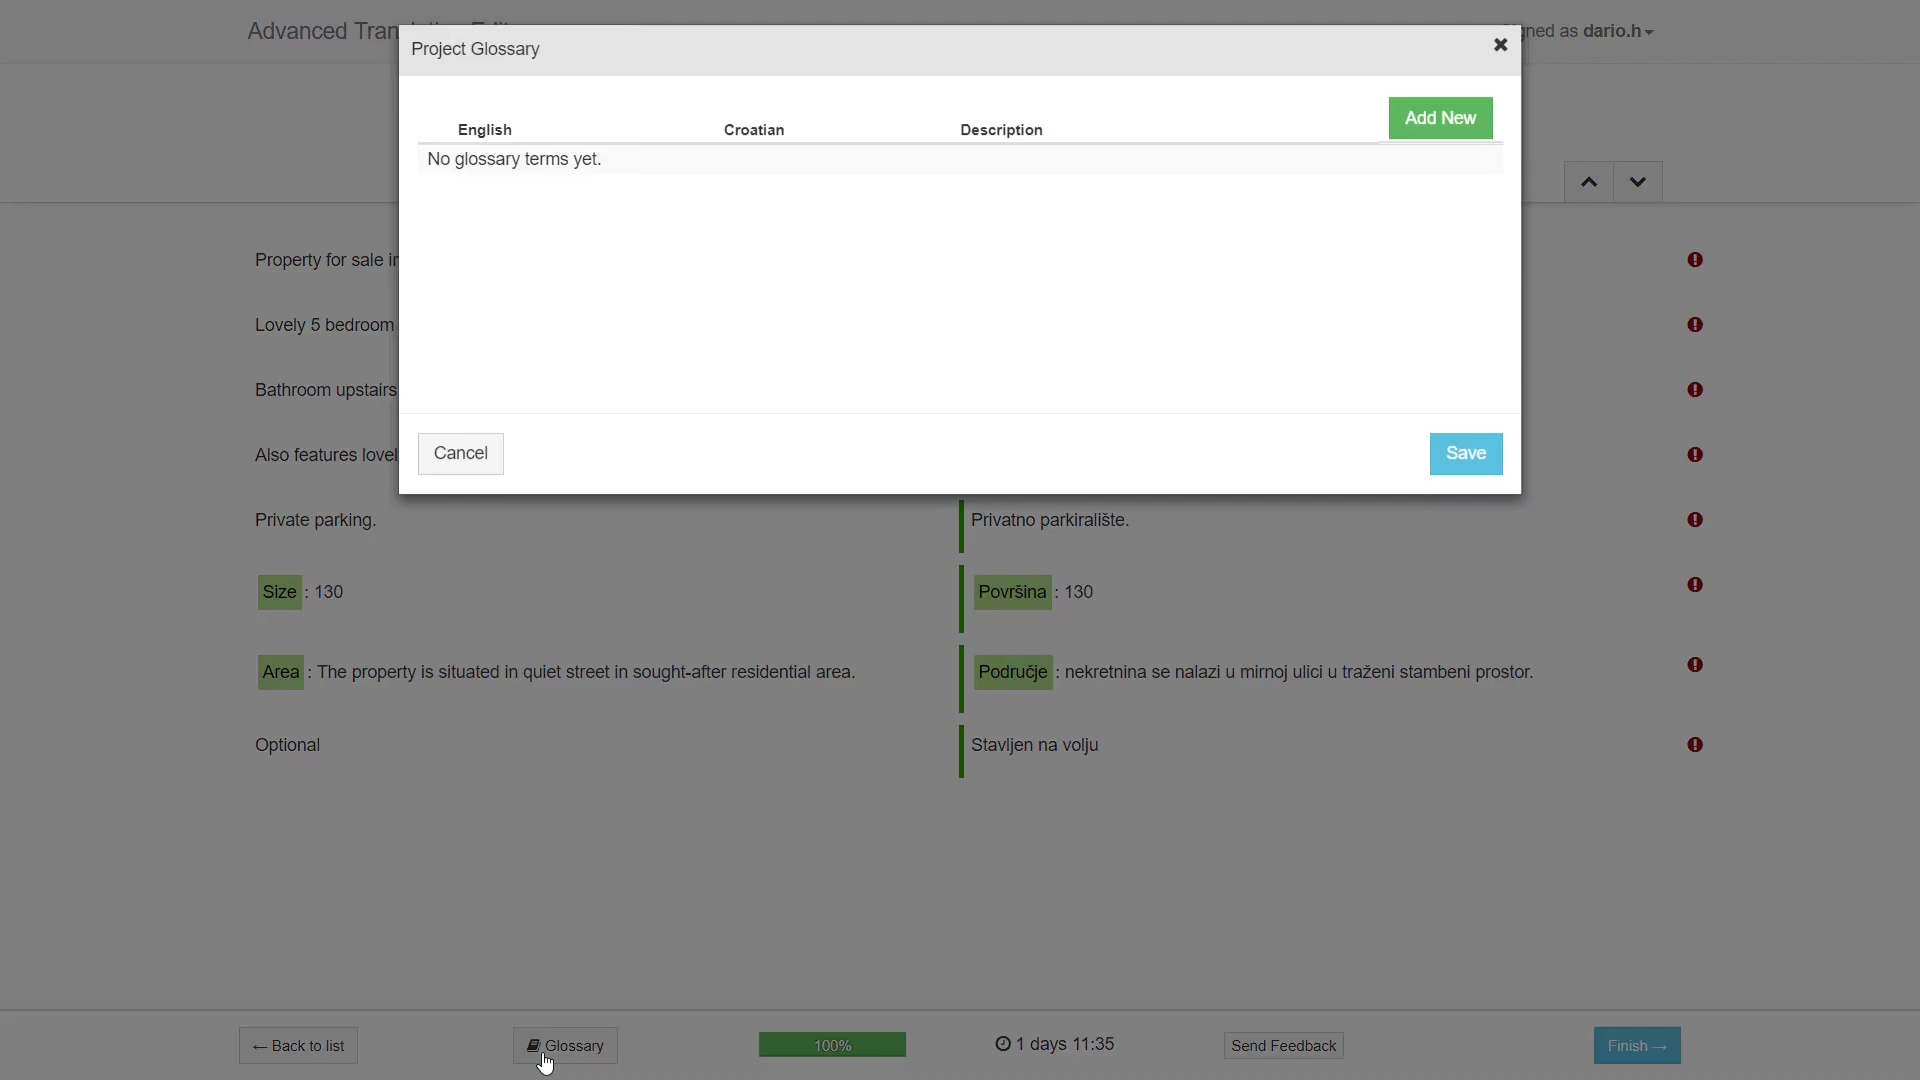 Advanced Tran
gned as dario.h
Project Glossary
English Croatian Description
Add New
No glossary terms yet.
Property for sale in
Lovely 5 bedroom
Bathroom upstairs
Also features lovel
Cancel
Save
Private parking. Privatno parkiralište.
Size : 130 Površina : 130
Area : The property is situated in quiet street in sought-after residential area. Područje : nekretnina se nalazi u mirnoj ulici u traženi stambeni prostor.
Optional Stavljen na volju
← Back to list Glossary 100% 1 days 11:35 Send Feedback Finish →